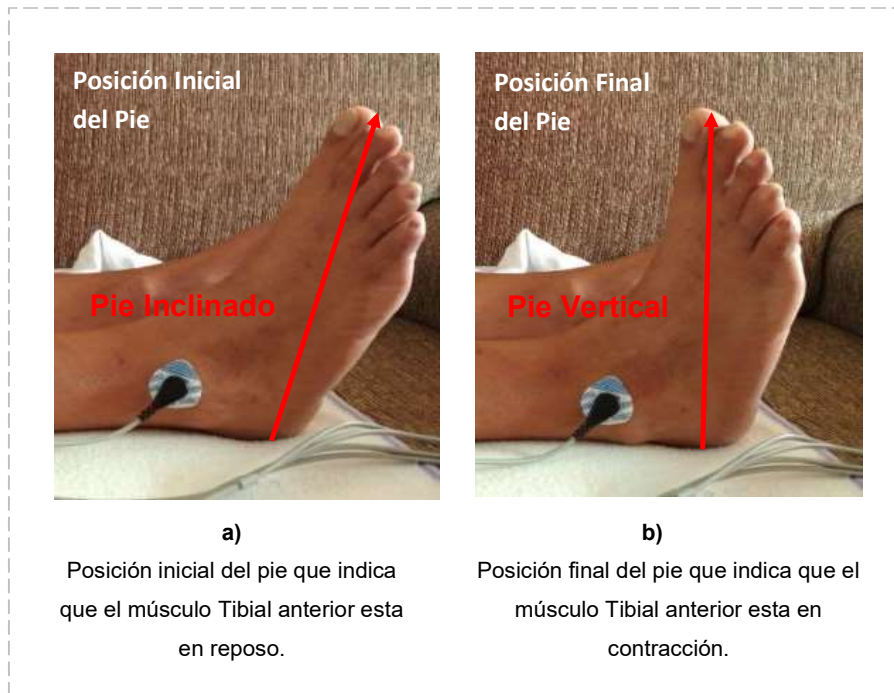 Posición Inicial
del Pie
Pie Inclinado
Posición Final
del Pie
Pie Vertical
a)
Posición inicial del pie que indica
que el músculo Tibial anterior esta
en reposo.
b)
Posición final del pie que indica que el
músculo Tibial anterior esta en
contracción.